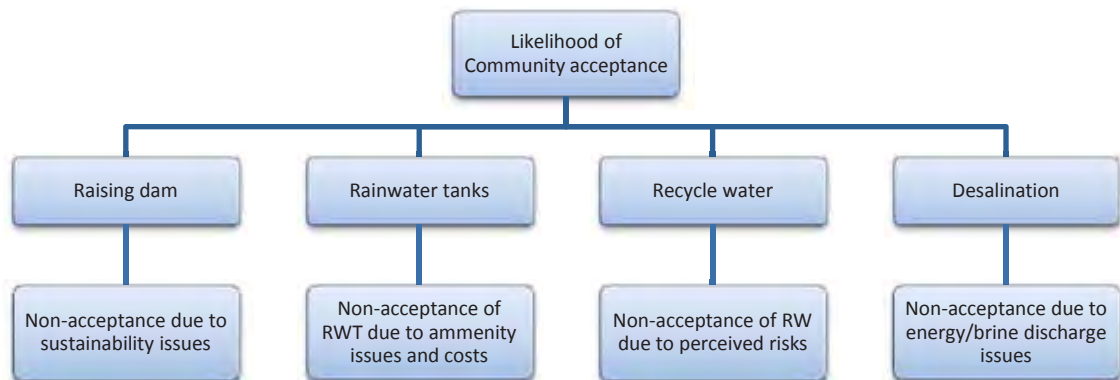 Likelihood of
Community acceptance
Raising dam
Rainwater tanks
Recycle water
Desalination
Non-acceptance due to
sustainability issues
Non-acceptance of
RWT due to ammenity
issues and costs
Non-acceptance of RW
due to perceived risks
Non-acceptance due to
energy/brine discharge
issues